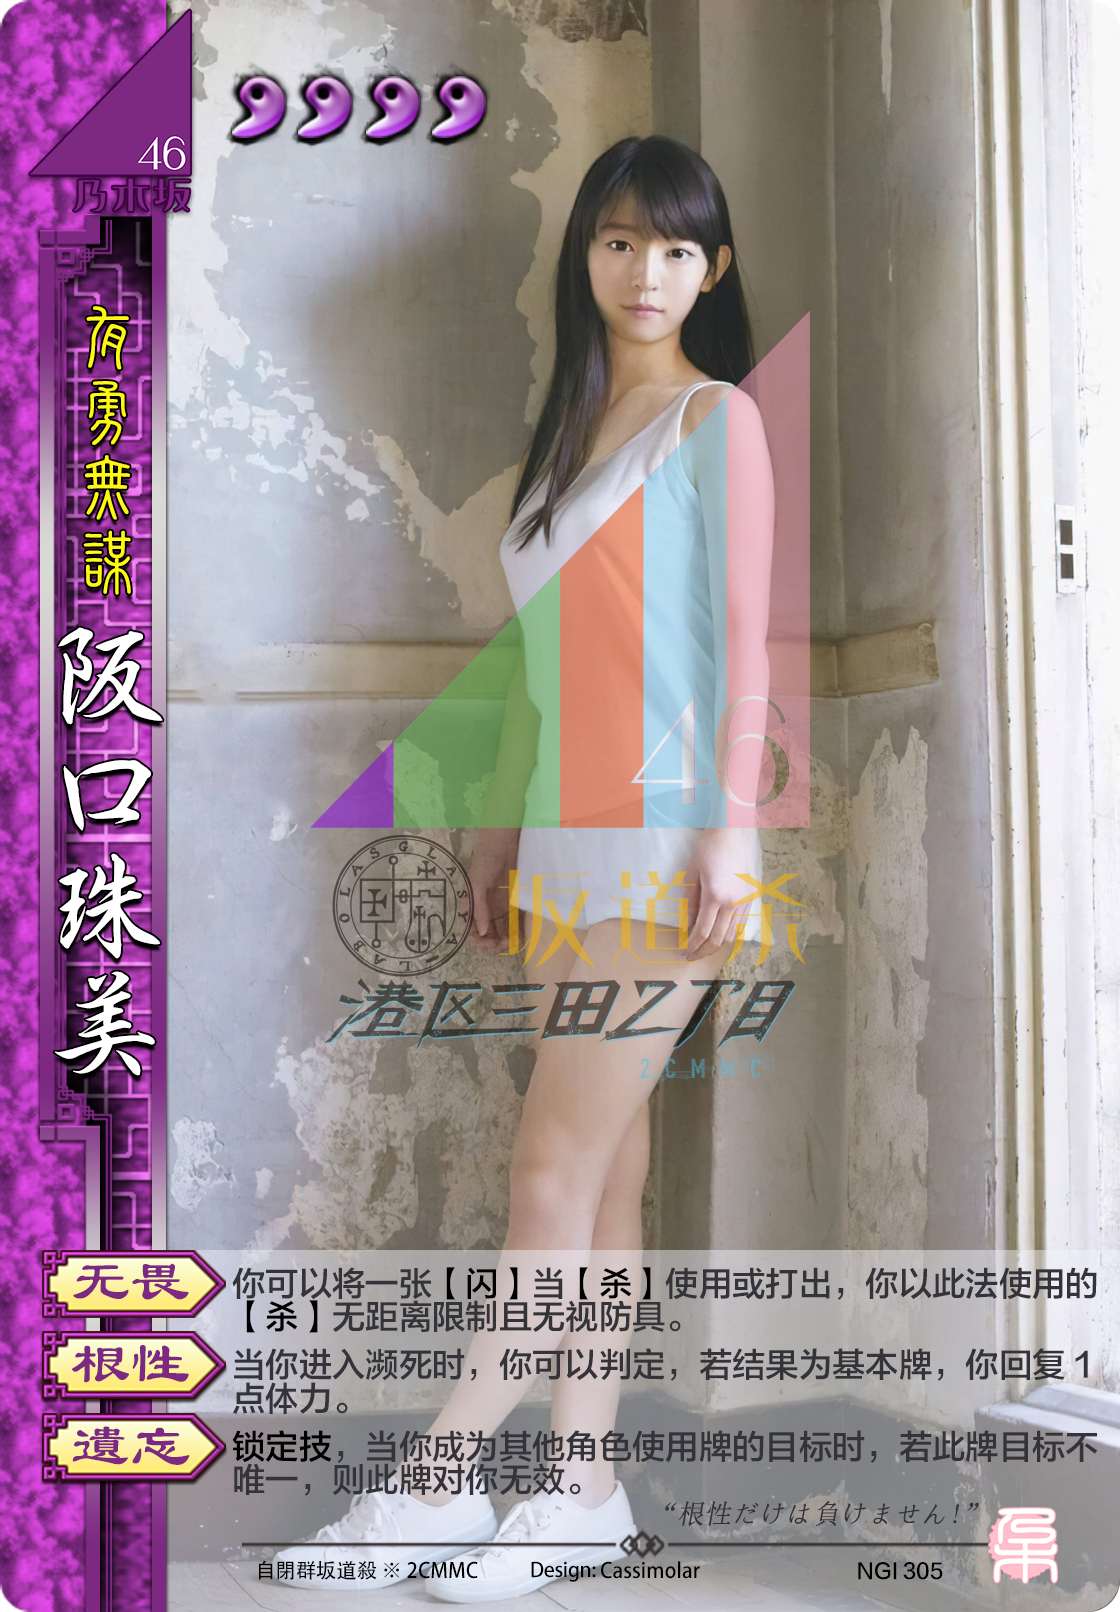 46
乃木坂
有勇無謀
阪口珠美
46
LABOLASGLASYA
坂道杀
港区三田2丁目
2CMMC
无畏
你可以将一张【闪】当【杀】使用或打出，你以此法使用的
【杀】无距离限制且无视防具。
根性
当你进入濒死时，你可以判定，若结果为基本牌，你回复 1
点体力。
遺忘
锁定技，当你成为其他角色使用牌的目标时，若此牌目标不
唯一，则此牌对你无效。
“根性だけは負けません！”
自閉群坂道殺 ※ 2CMMC
Design: Cassimolar
NGI 305